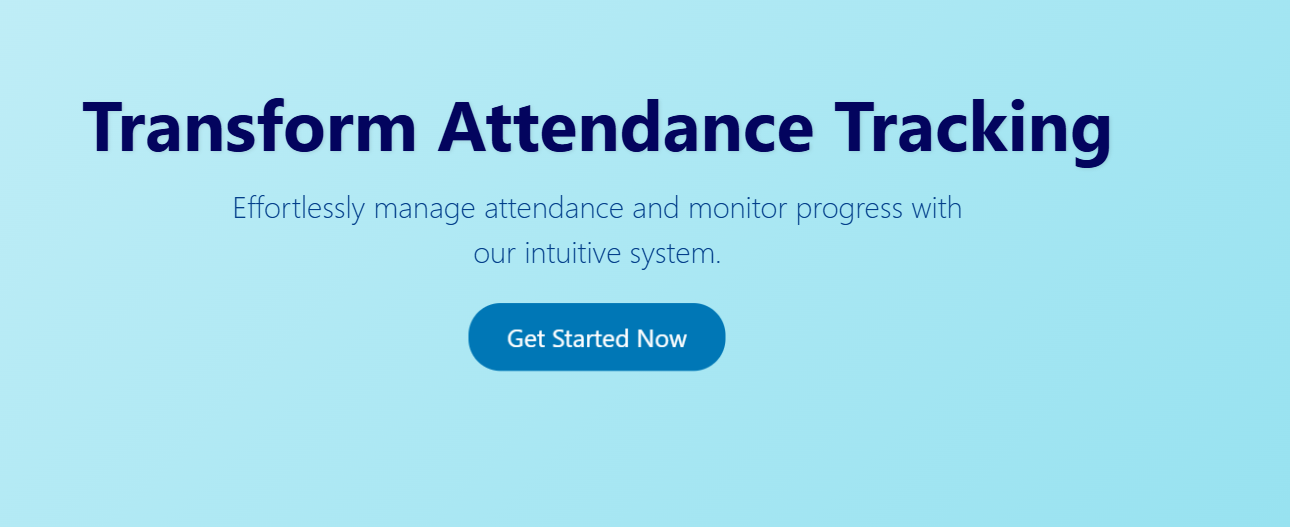 Transform Attendance Tracking
Effortlessly manage attendance and monitor progress with
our intuitive system.
Get Started Now